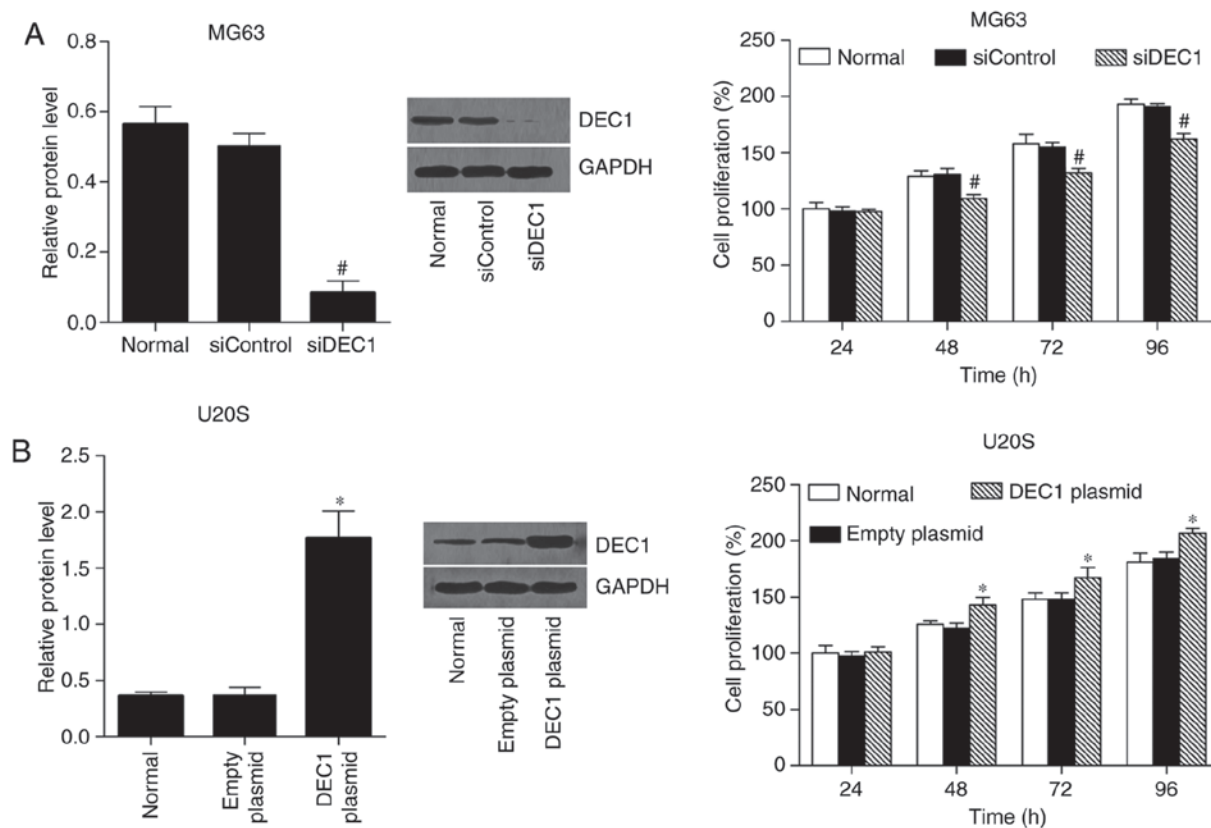 A
MG63
Relative protein level
0.8
0.6
0.4
0.2
0.0
#
Normal
siControl
siDEC1
DEC1
GAPDH
Normal
siControl
siDEC1
MG63
Cell proliferation (%)
250
200
150
100
50
0
Normal
siControl
siDEC1
#
#
#
24
48
72
96
Time (h)
B
U20S
Relative protein level
2.5
2.0
1.5
1.0
0.5
0.0
*
Normal
Empty
plasmid
DEC1
plasmid
DEC1
GAPDH
Normal
Empty plasmid
DEC1 plasmid
U20S
Cell proliferation (%)
250
200
150
100
50
0
Normal
DEC1 plasmid
Empty plasmid
*
*
*
24
48
72
96
Time (h)